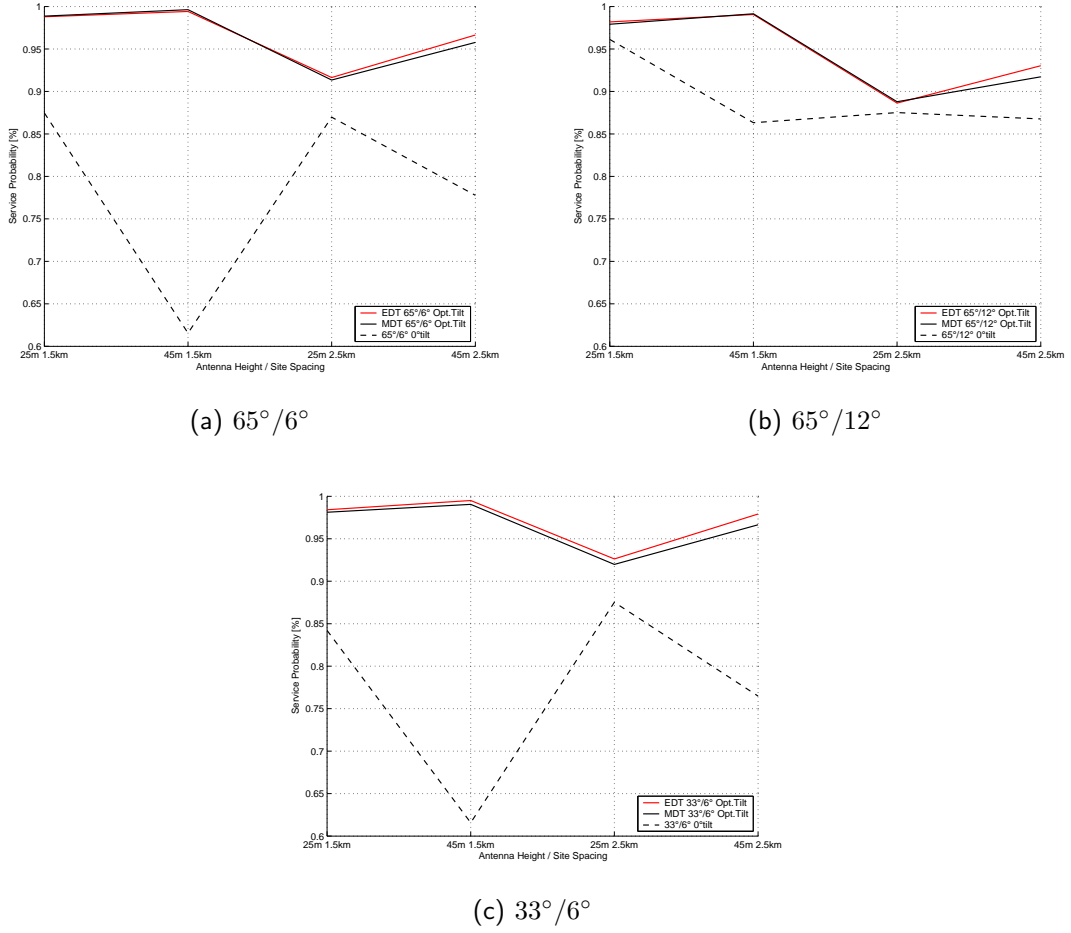 1
0.95
0.9
0.85
0.8
0.75
0.7
0.65
0.6
Service Probability [%]
EDT 65°/6° Opt.Tilt
MDT 65°/6° Opt.Tilt
65°/6° 0°tilt
25m 1.5km
45m 1.5km
25m 2.5km
45m 2.5km
Antenna Height / Site Spacing
(a) 65°/6°
1
0.95
0.9
0.85
0.8
0.75
0.7
0.65
0.6
Service Probability [%]
EDT 65°/12° Opt.Tilt
MDT 65°/12° Opt.Tilt
65°/12° 0°tilt
25m 1.5km
45m 1.5km
25m 2.5km
45m 2.5km
Antenna Height / Site Spacing
(b) 65°/12°
1
0.95
0.9
0.85
0.8
0.75
0.7
0.65
0.6
Service Probability [%]
EDT 33°/6° Opt.Tilt
MDT 33°/6° Opt.Tilt
33°/6° 0°tilt
25m 1.5km
45m 1.5km
25m 2.5km
45m 2.5km
Antenna Height / Site Spacing
(c) 33°/6°